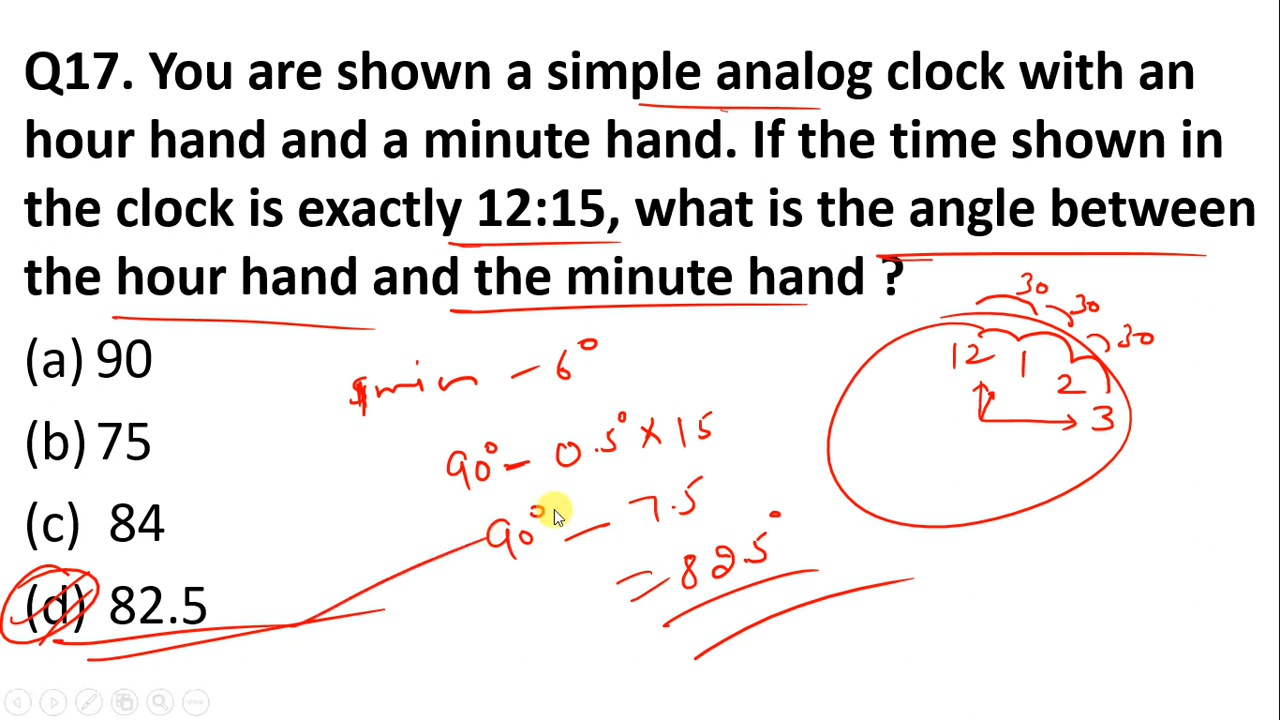 Q17. You are shown a simple analog clock with an
hour hand and a minute hand. If the time shown in
the clock is exactly 12:15, what is the angle between
the hour hand and the minute hand ?
(a) 90
(b) 75
(c) 84
(d) 82.5
1min - 6°
90° - 0.5° × 15
90° - 7.5
= 82.5°
30
30
30
12
1
2
3